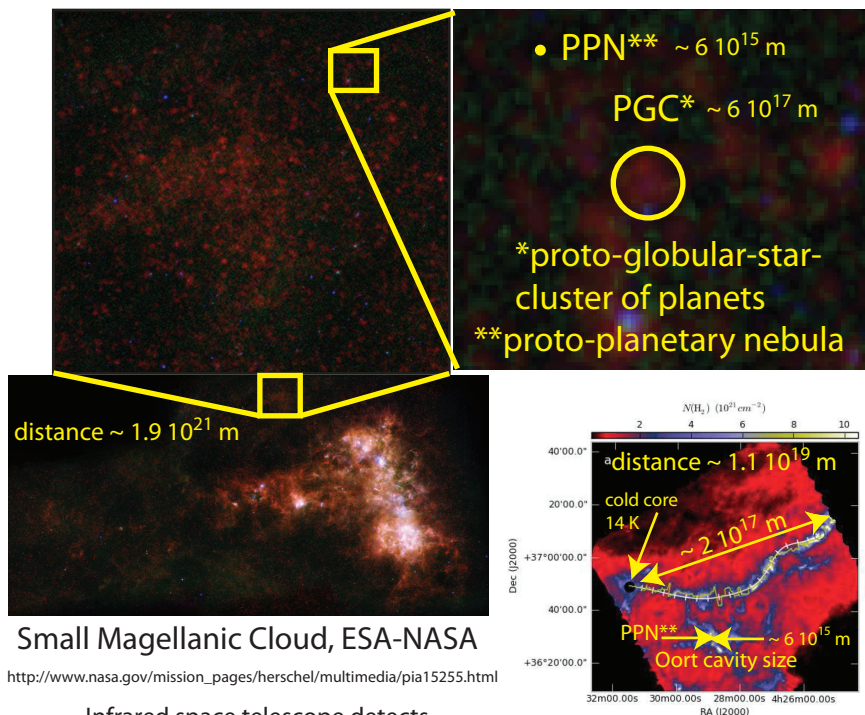 PPN** ~ 6 10^15 m
PGC* ~ 6 10^17 m
*proto-globular-star-
cluster of planets
**proto-planetary nebula
distance ~ 1.9 10^21 m
Small Magellanic Cloud, ESA-NASA
http://www.nasa.gov/mission_pages/herschel/multimedia/pia15255.html
Infrared space telescope detects
N(H₂) (10^21 cm^−2)
2 4 6 8 10
a
distance ~ 1.1 10^19 m
cold core
14 K
~ 2 10^17 m
PPN** ~ 6 10^15 m
Oort cavity size
Dec (J2000)
40'00.0"
20'00.0"
+37°00'00.0"
40'00.0"
+36°20'00.0"
32m00.00s 30m00.00s 28m00.00s 4h26m00.00s
RA (J2000)